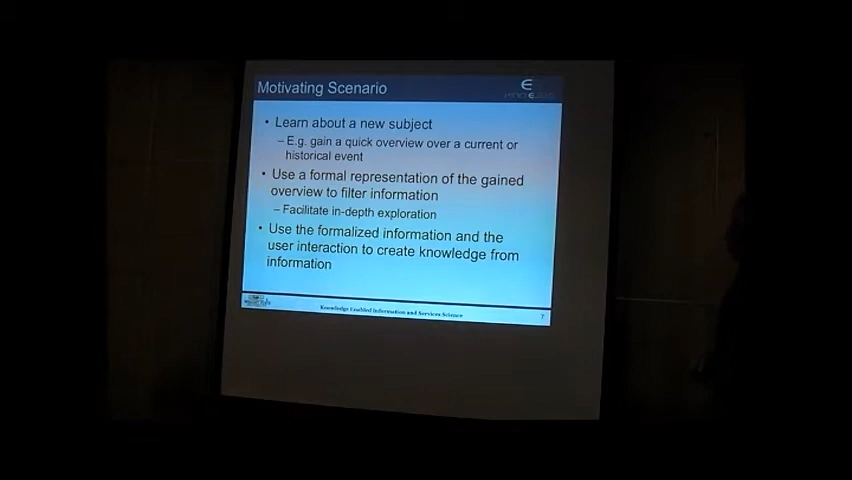 Motivating Scenario
• Learn about a new subject
– E.g. gain a quick overview over a current or
historical event
• Use a formal representation of the gained
overview to filter information
– Facilitate in-depth exploration
• Use the formalized information and the
user interaction to create knowledge from
information
Knowledge Enabled Information and Services Science
7